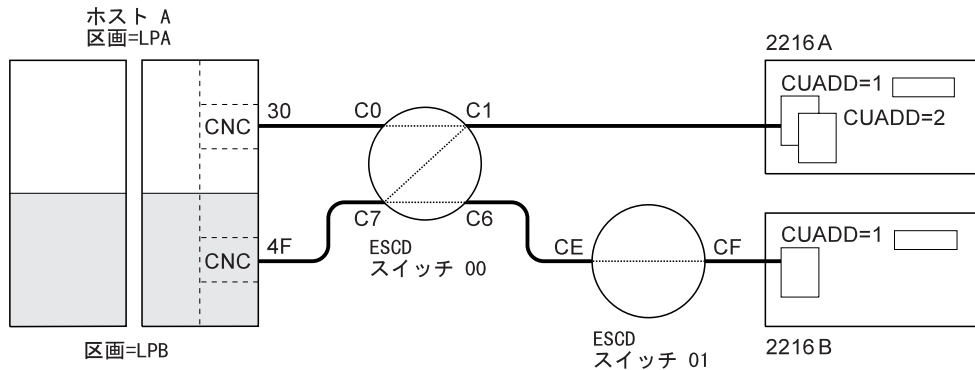 ホスト A
区画=LPA
CNC
30
C0
C1
2216A
CUADD=1
CUADD=2
CNC
4F
C7
C6
ESCD
スイッチ 00
CE
CF
ESCD
スイッチ 01
CUADD=1
2216B
区画=LPB